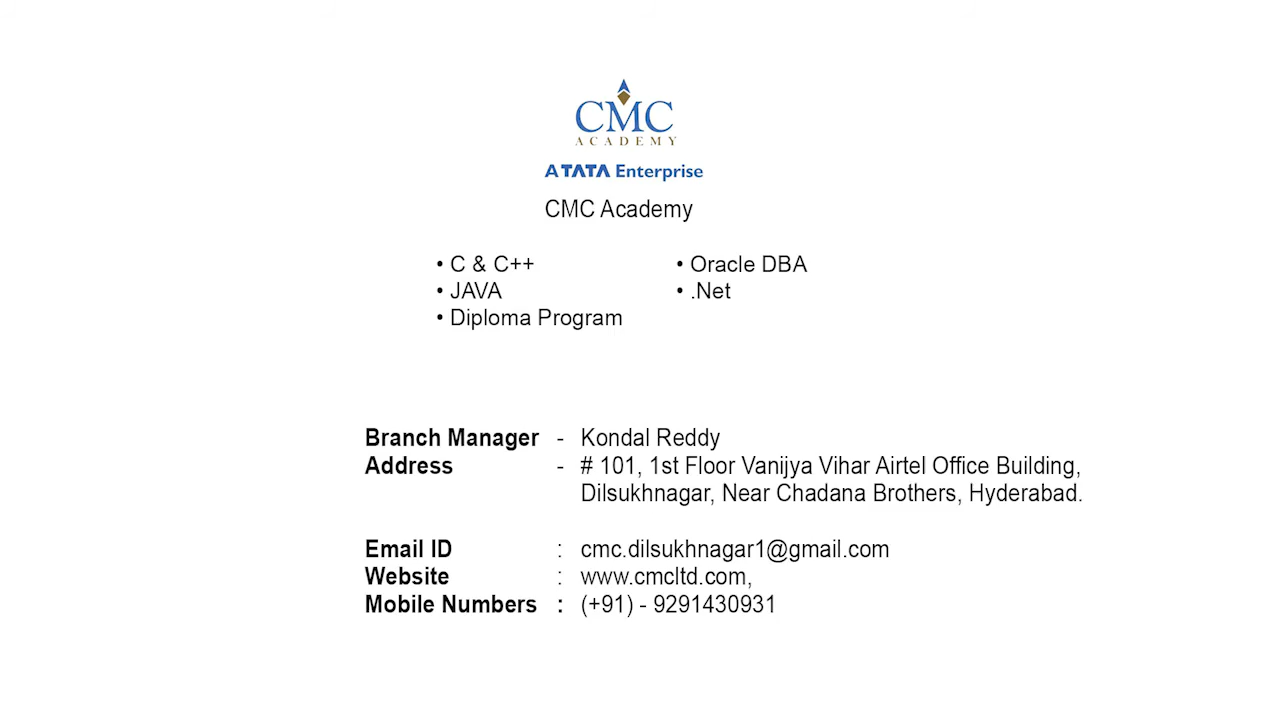 CMC
ACADEMY
A TATA Enterprise
CMC Academy
• C & C++
• JAVA
• Diploma Program
• Oracle DBA
• .Net
Branch Manager - Kondal Reddy
Address - # 101, 1st Floor Vanijya Vihar Airtel Office Building,
Dilsukhnagar, Near Chadana Brothers, Hyderabad.
Email ID : cmc.dilsukhnagar1@gmail.com
Website : www.cmcltd.com,
Mobile Numbers : (+91) - 9291430931